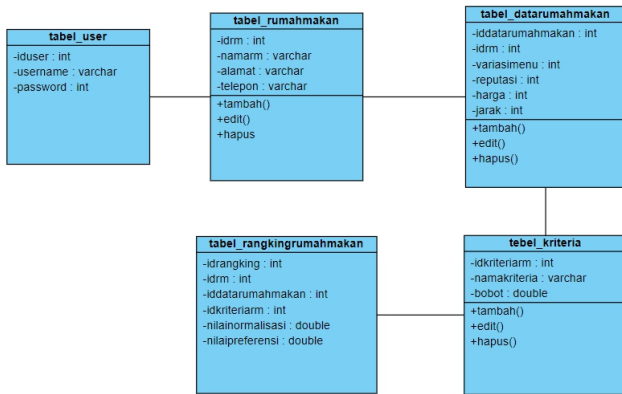 tabel_user
-iduser : int
-username : varchar
-password : int
tabel_rumahmakan
-idrm : int
-namarm : varchar
-alamat : varchar
-telepon : varchar
+tambah()
+edit()
+hapus
tabel_datarumahmakan
-iddatarumahmakan : int
-idrm : int
-variasimenu : int
-reputasi : int
-harga : int
-jarak : int
+tambah()
+edit()
+hapus()
tabel_rangkingrumahmakan
-idrangking : int
-idrm : int
-iddatarumahmakan : int
-idkriteriarm : int
-nilainormalisasi : double
-nilaipreferensi : double
tebel_kriteria
-idkriteriarm : int
-namakriteria : varchar
-bobot : double
+tambah()
+edit()
+hapus()